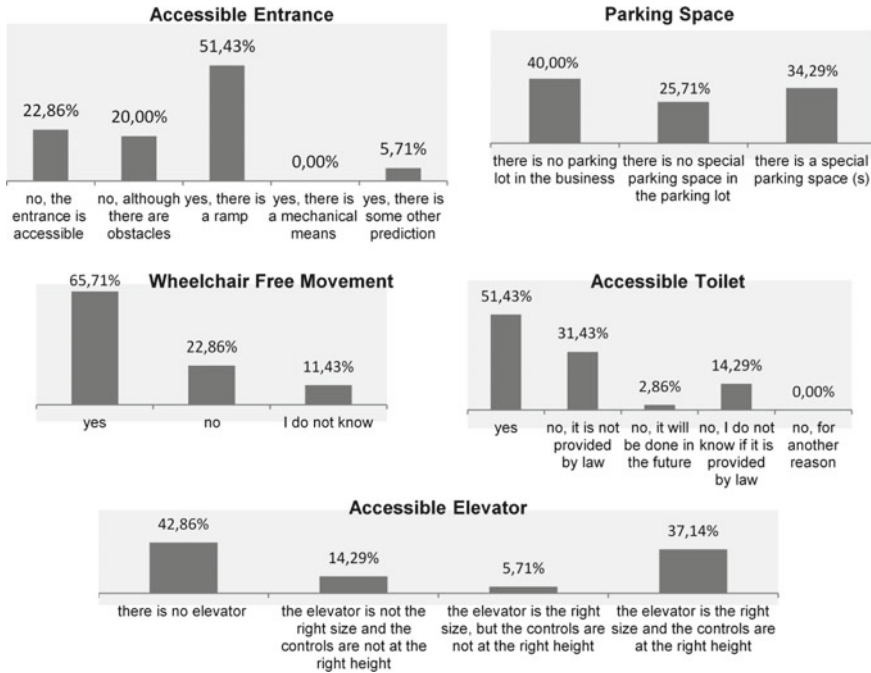 Accessible Entrance
51,43%
22,86%
20,00%
0,00%
5,71%
no, the
entrance is
accessible
no, although
there are
obstacles
yes, there is
a ramp
yes, there is
a mechanical
means
yes, there is
some other
prediction
Parking Space
40,00%
25,71%
34,29%
there is no parking
lot in the business
there is no special
parking space in
the parking lot
there is a special
parking space (s)
Wheelchair Free Movement
65,71%
22,86%
11,43%
yes
no
I do not know
Accessible Toilet
51,43%
31,43%
2,86%
14,29%
0,00%
yes
no, it is not
provided
by law
no, it will
be done in
the future
no, I do not
know if it is
provided
by law
no, for
another
reason
Accessible Elevator
42,86%
14,29%
5,71%
37,14%
there is no elevator
the elevator is not the
right size and the
controls are not at the
right height
the elevator is the right
size, but the controls are
not at the right height
the elevator is the right
size and the controls are
at the right height